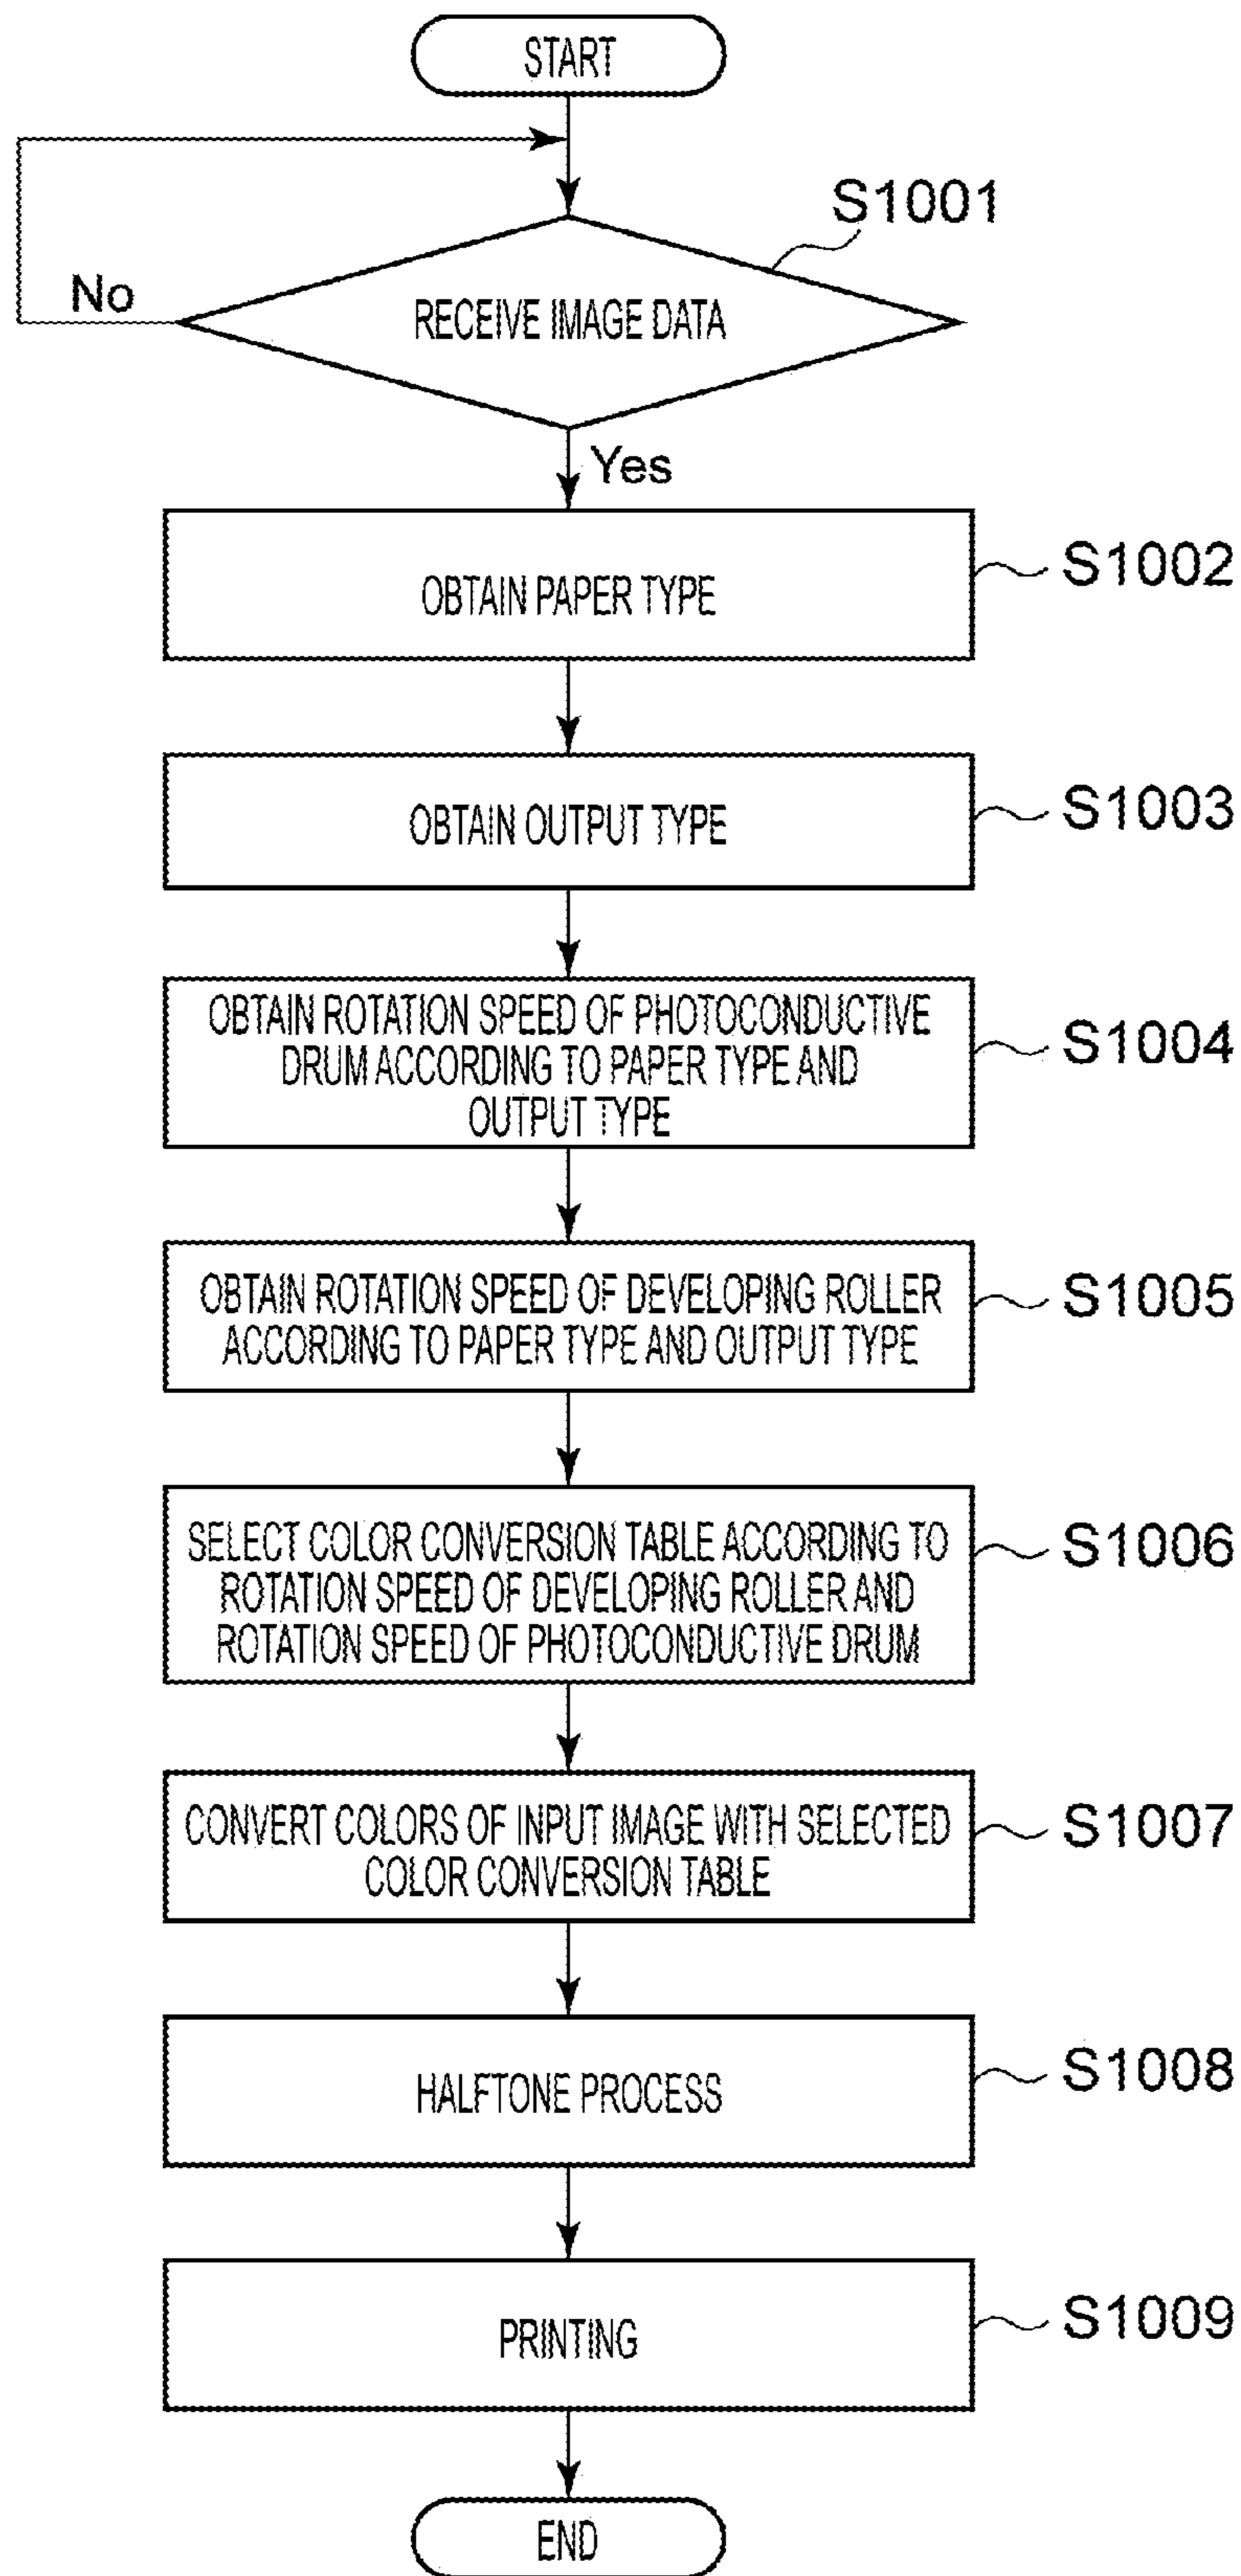 START
S1001
No
RECEIVE IMAGE DATA
Yes
OBTAIN PAPER TYPE
S1002
OBTAIN OUTPUT TYPE
S1003
OBTAIN ROTATION SPEED OF PHOTOCONDUCTIVE
DRUM ACCORDING TO PAPER TYPE AND
OUTPUT TYPE
S1004
OBTAIN ROTATION SPEED OF DEVELOPING ROLLER
ACCORDING TO PAPER TYPE AND OUTPUT TYPE
S1005
SELECT COLOR CONVERSION TABLE ACCORDING TO
ROTATION SPEED OF DEVELOPING ROLLER AND
ROTATION SPEED OF PHOTOCONDUCTIVE DRUM
S1006
CONVERT COLORS OF INPUT IMAGE WITH SELECTED
COLOR CONVERSION TABLE
S1007
HALFTONE PROCESS
S1008
PRINTING
S1009
END